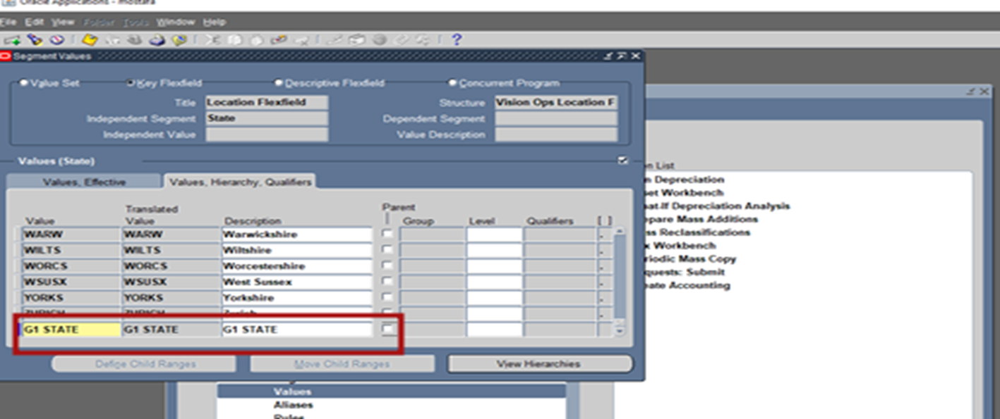 Oracle Applications - mostafa
File Edit View Folder Tools Window Help
Segment Values
Value Set Key Flexfield Descriptive Flexfield Concurrent Program
Title Location Flexfield Structure Vision Ops Location F
Independent Segment State Dependent Segment
Independent Value Value Description
Values (State)
Values, Effective Values, Hierarchy, Qualifiers
Parent
Translated
Value Value Description Group Level Qualifiers [ ]
WARW WARW Warwickshire
WILTS WILTS Wiltshire
WORCS WORCS Worcestershire
WSUSX WSUSX West Sussex
YORKS YORKS Yorkshire
ZURICH ZURICH Zurich
G1 STATE G1 STATE G1 STATE
Define Child Ranges Move Child Ranges View Hierarchies
Values
Aliases
Rules
n List
n Depreciation
set Workbench
hat-If Depreciation Analysis
epare Mass Additions
ss Reclassifications
x Workbench
riodic Mass Copy
quests: Submit
eate Accounting